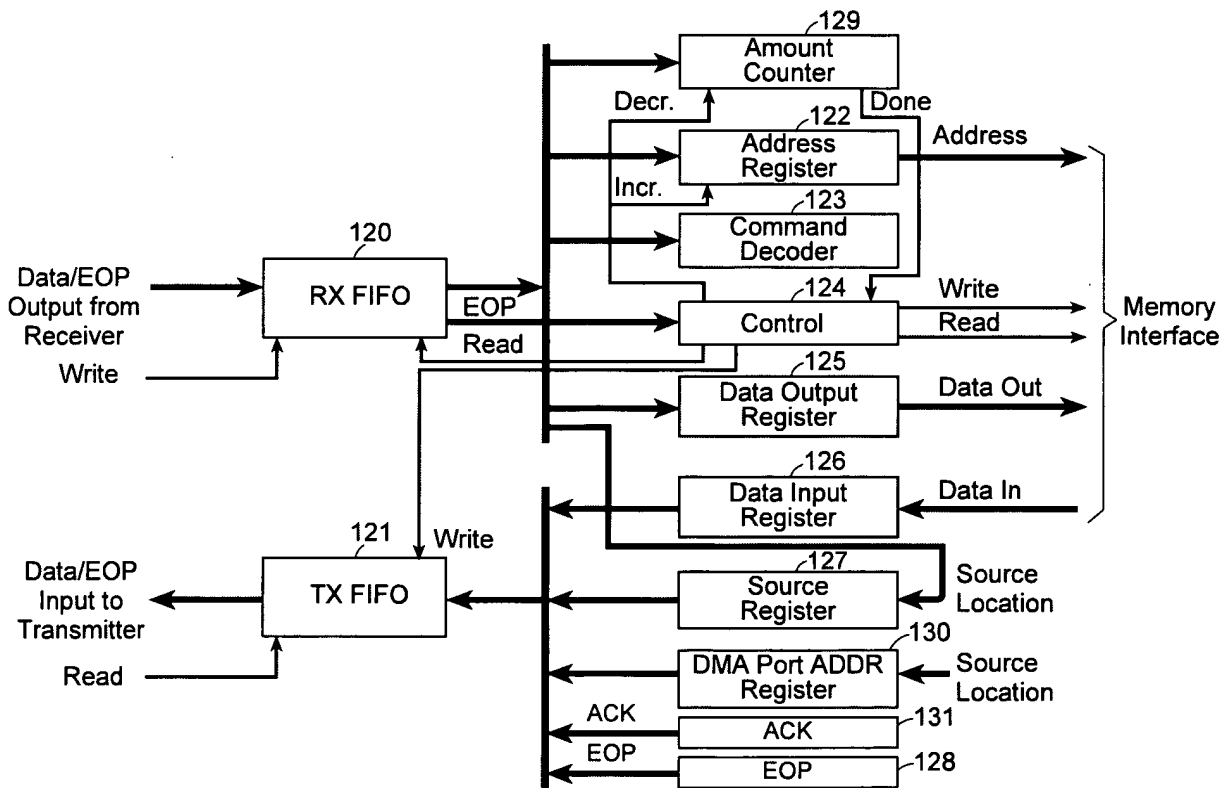 129
Amount
Counter
Decr.
Done
122
Address
Register
Address
Incr.
123
Command
Decoder
120
RX FIFO
Data/EOP
Output from
Receiver
Write
EOP
Read
124
Control
Write
Read
Memory
Interface
125
Data Output
Register
Data Out
126
Data Input
Register
Data In
121
TX FIFO
Write
Data/EOP
Input to
Transmitter
Read
127
Source
Register
Source
Location
130
DMA Port ADDR
Register
Source
Location
ACK
ACK
131
EOP
EOP
128